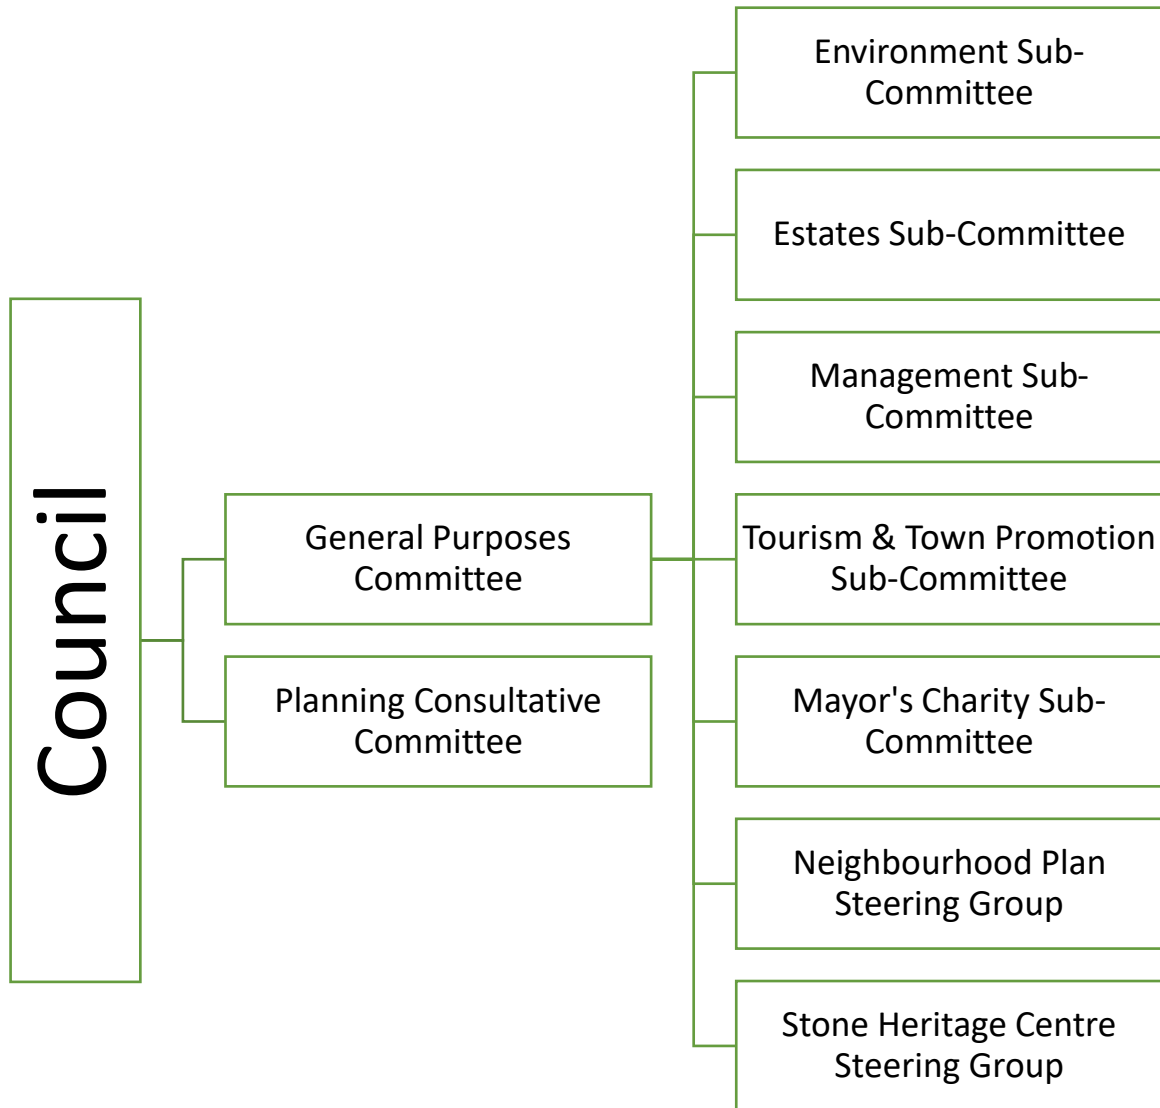 Council
General Purposes
Committee
Planning Consultative
Committee
Environment Sub-
Committee
Estates Sub-Committee
Management Sub-
Committee
Tourism & Town Promotion
Sub-Committee
Mayor's Charity Sub-
Committee
Neighbourhood Plan
Steering Group
Stone Heritage Centre
Steering Group